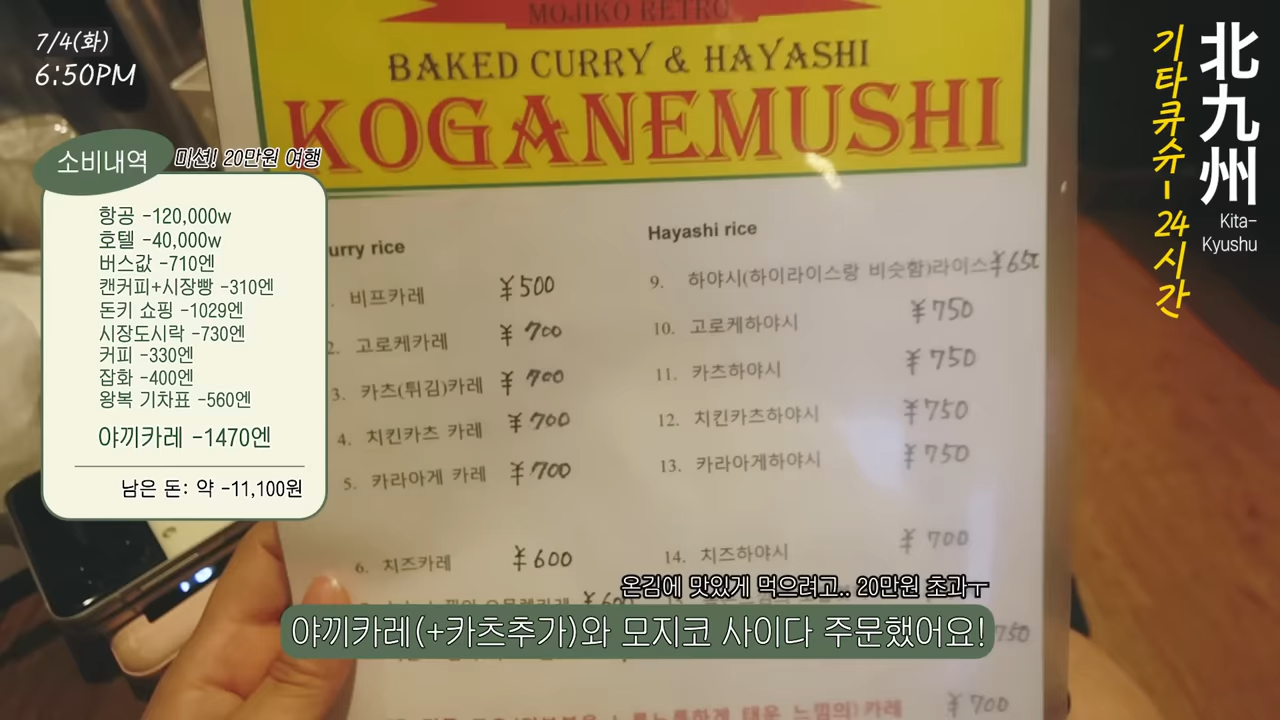 7/4(화)
6:50PM
소비내역
미션! 20만원 여행
항공 -120,000w
호텔 -40,000w
버스값 -710엔
캔커피+시장빵 -310엔
돈키 쇼핑 -1029엔
시장도시락 -730엔
커피 -330엔
잡화 -400엔
왕복 기차표 -560엔
야끼카레 -1470엔
남은 돈: 약 -11,100원
北九州
Kita-
Kyushu
기타큐슈-24시간
MOJIKO RETRO
BAKED CURRY & HAYASHI
KOGANEMUSHI
urry rice
비프카레 ¥500
2. 고로케카레 ¥700
3. 카츠(튀김)카레 ¥700
4. 치킨카츠 카레 ¥700
5. 카라아게 카레 ¥700
6. 치즈카레 ¥600
Hayashi rice
9. 하야시(하이라이스랑 비슷함)라이스 ¥650
10. 고로케하야시 ¥750
11. 카츠하야시 ¥750
12. 치킨카츠하야시 ¥750
13. 카라아게하야시 ¥750
14. 치즈하야시 ¥700
750
카레 ¥700
온김에 맛있게 먹으려고.. 20만원 초과ㅜ
야끼카레(+카츠추가)와 모지코 사이다 주문했어요!